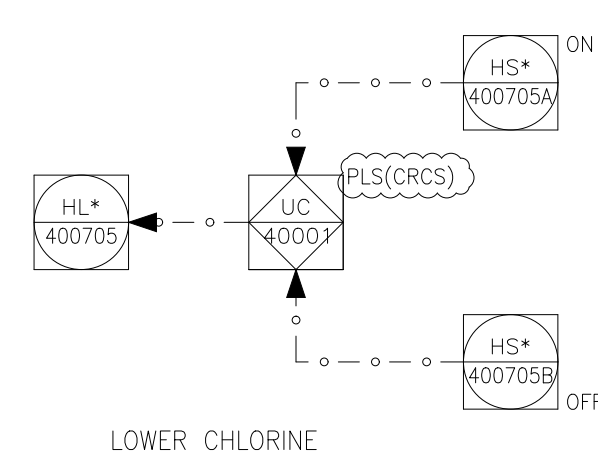 ON
HS*
400705A
PLS(CRCS)
HL*
400705
UC
40001
HS*
400705B
OFF
LOWER CHLORINE